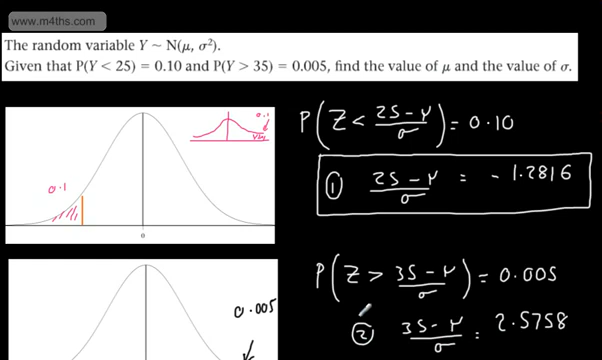 www.m4ths.com
The random variable Y ~ N(μ, σ²).
Given that P(Y < 25) = 0.10 and P(Y > 35) = 0.005, find the value of μ and the value of σ.
0.1
P(Z < (25 - μ)/σ) = 0.10
0.1
① (25 - μ)/σ = - 1.2816
0
P(Z > (35 - μ)/σ) = 0.005
0.005
② (35 - μ)/σ = 2.5758